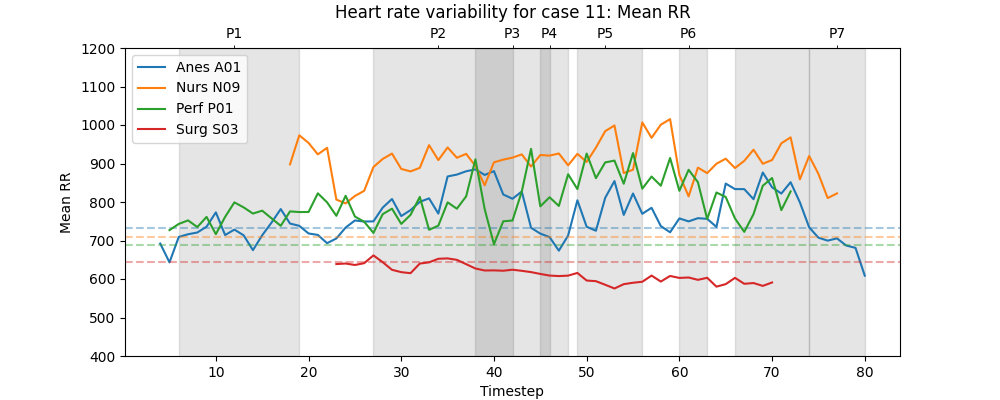 Heart rate variability for case 11: Mean RR
P1 P2 P3 P4 P5 P6 P7
1200
1100
1000
900
800
700
600
500
400
Mean RR
Anes A01
Nurs N09
Perf P01
Surg S03
10 20 30 40 50 60 70 80
Timestep